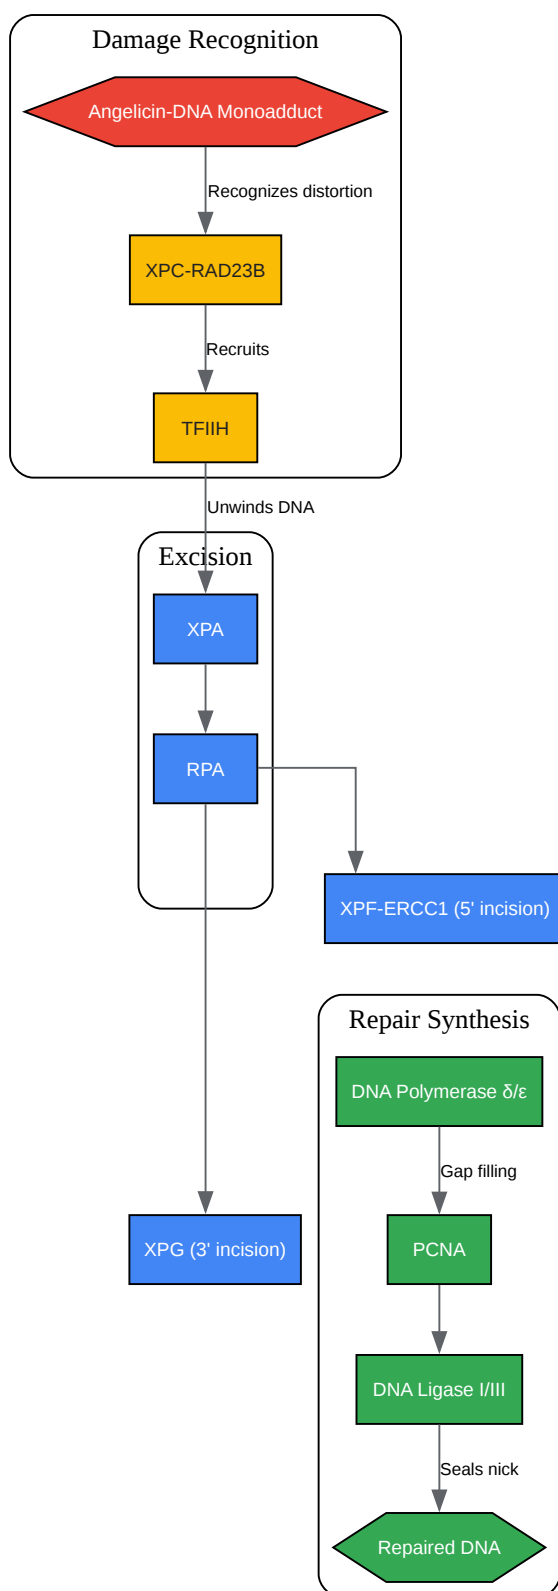 Damage Recognition
Angelicin-DNA Monoadduct
Recognizes distortion
XPC-RAD23B
Recruits
TFIIH
Unwinds DNA
Excision
XPA
RPA
XPF-ERCC1 (5' incision)
Repair Synthesis
DNA Polymerase δ/ε
Gap filling
XPG (3' incision)
PCNA
DNA Ligase I/III
Seals nick
Repaired DNA